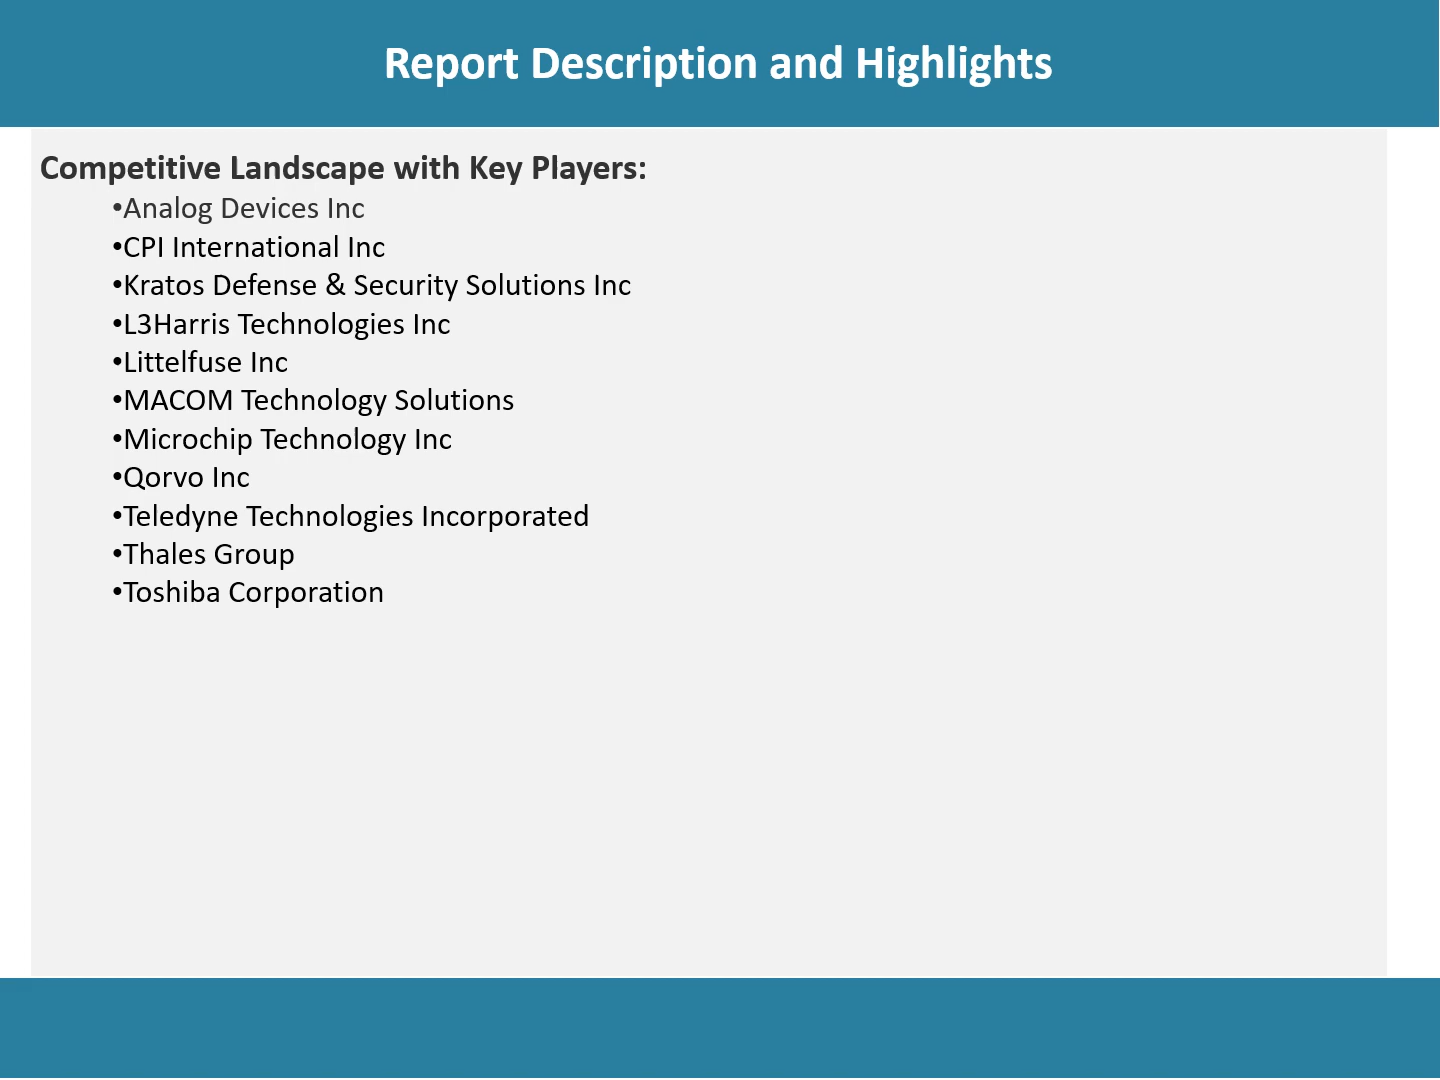 Report Description and Highlights
Competitive Landscape with Key Players:
•Analog Devices Inc
•CPI International Inc
•Kratos Defense & Security Solutions Inc
•L3Harris Technologies Inc
•Littelfuse Inc
•MACOM Technology Solutions
•Microchip Technology Inc
•Qorvo Inc
•Teledyne Technologies Incorporated
•Thales Group
•Toshiba Corporation